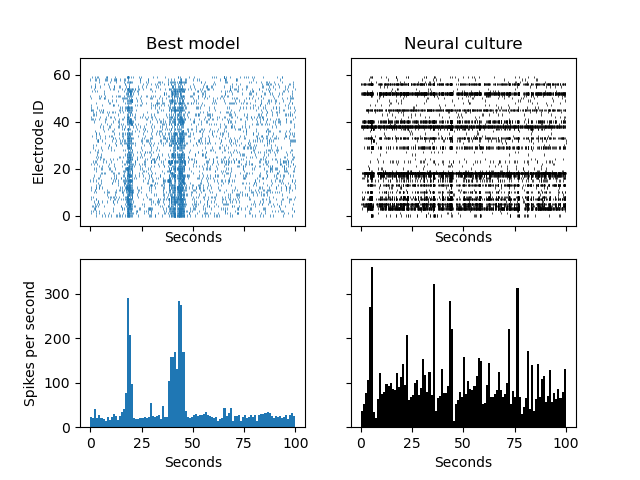 Best model
Neural culture
Electrode ID
60
40
20
0
Seconds
Seconds
Spikes per second
300
200
100
0
0 25 50 75 100
0 25 50 75 100
Seconds
Seconds